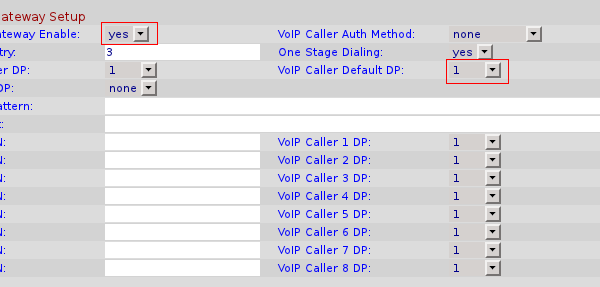 ateway Setup
ateway Enable: yes VoIP Caller Auth Method: none
try: 3 One Stage Dialing: yes
er DP: 1 VoIP Caller Default DP: 1
DP: none
attern:
t:
N: VoIP Caller 1 DP: 1
N: VoIP Caller 2 DP: 1
N: VoIP Caller 3 DP: 1
N: VoIP Caller 4 DP: 1
N: VoIP Caller 5 DP: 1
N: VoIP Caller 6 DP: 1
N: VoIP Caller 7 DP: 1
N: VoIP Caller 8 DP: 1